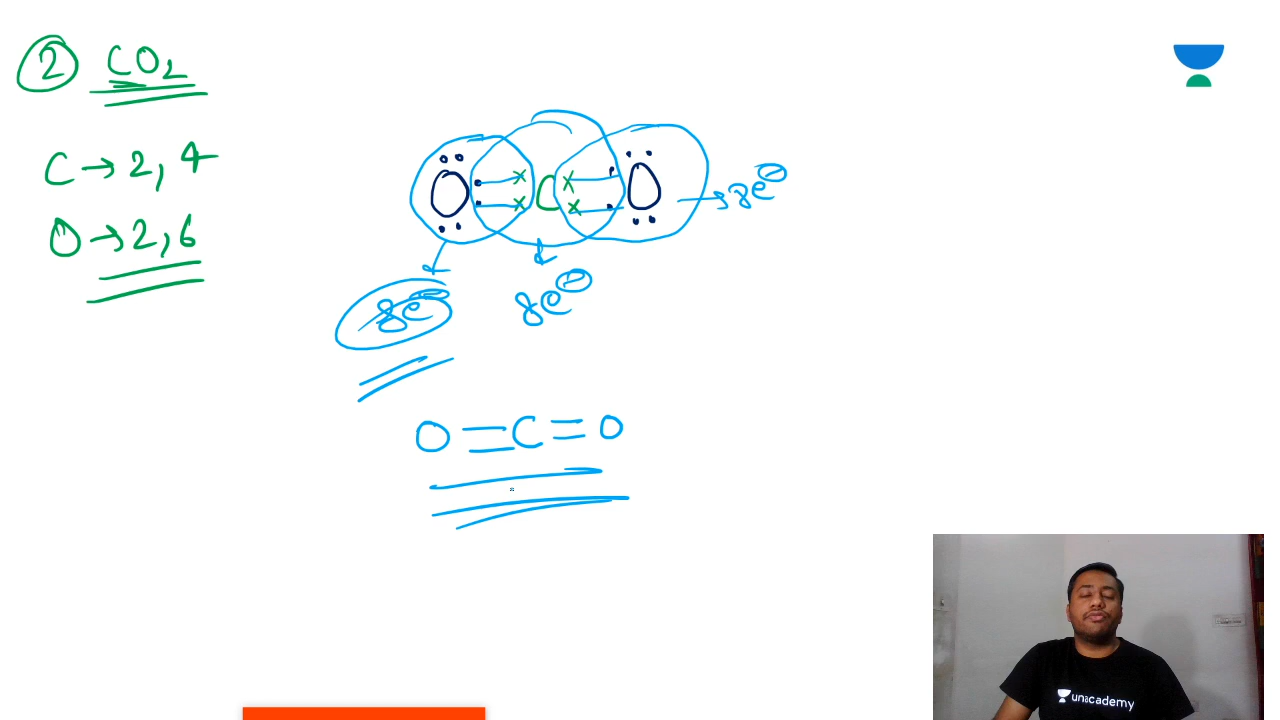 2 CO2
C → 2, 4
O → 2, 6
O C O → 8e⊖
8e⊖ 8e⊖
O = C = O
unacademy